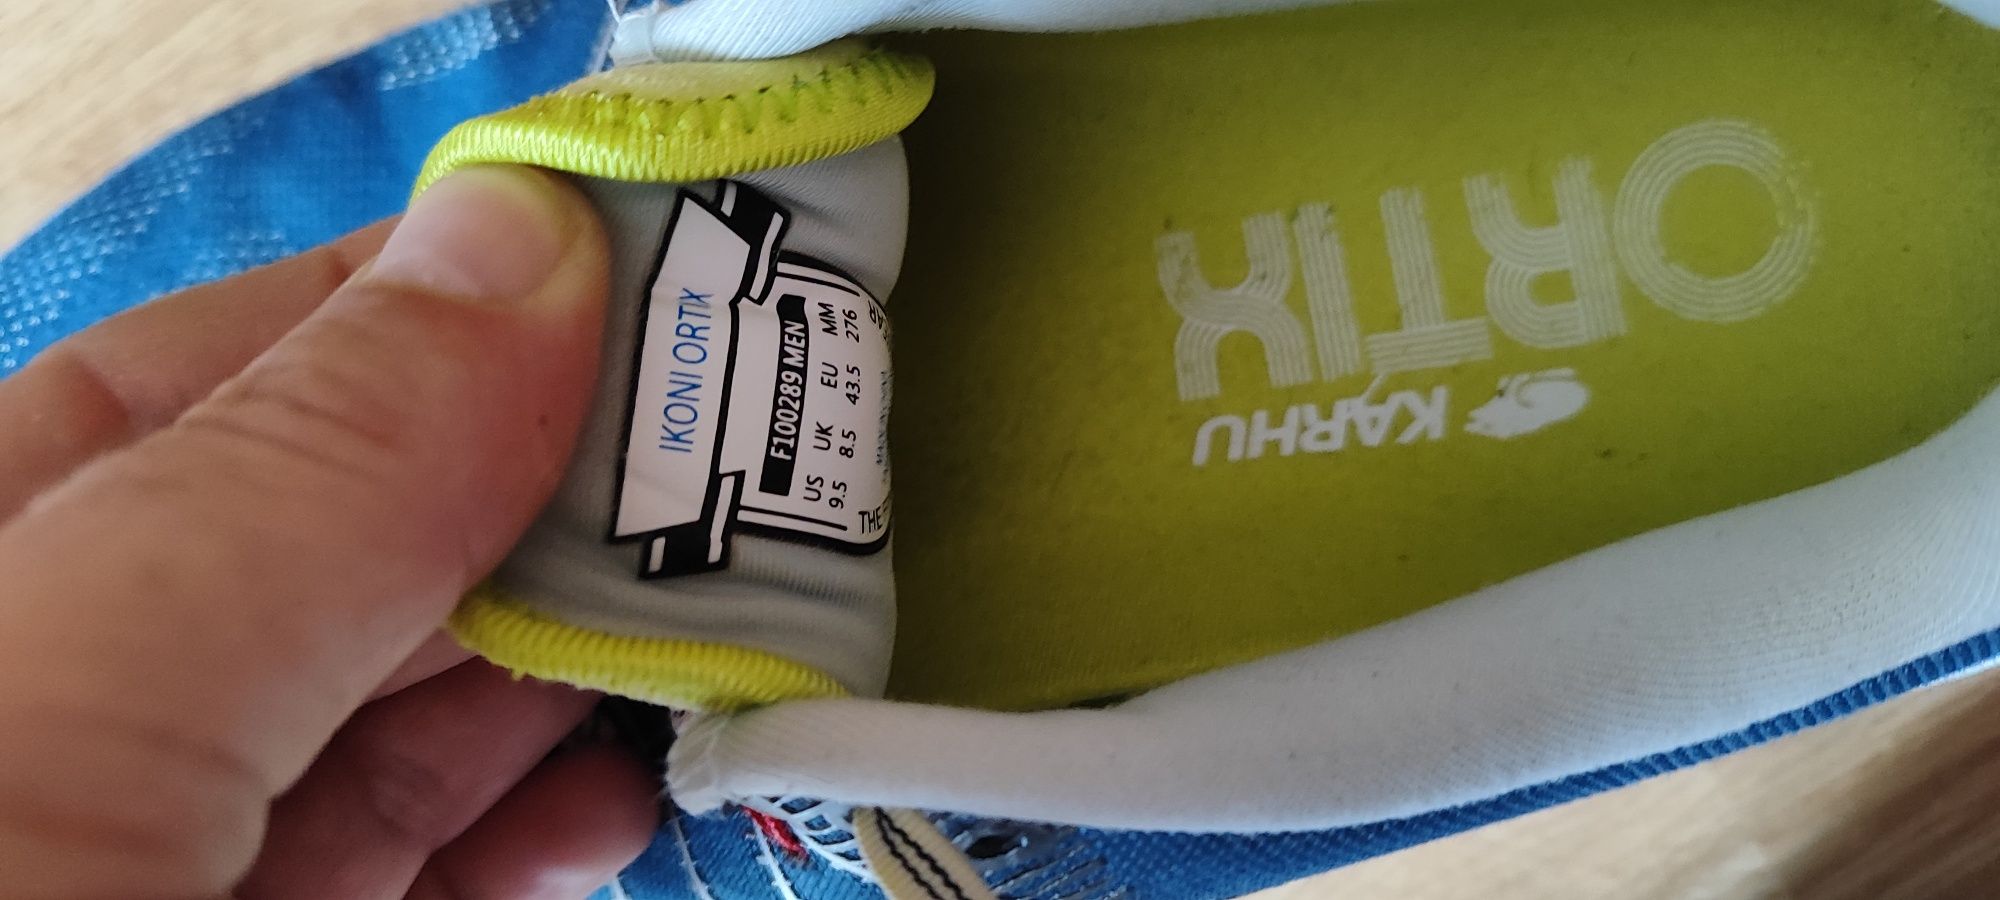 IKONI ORTIX
F100289 MEN
US UK EU MM
9.5 8.5 43.5 276
THE
ORTIX
KARHU